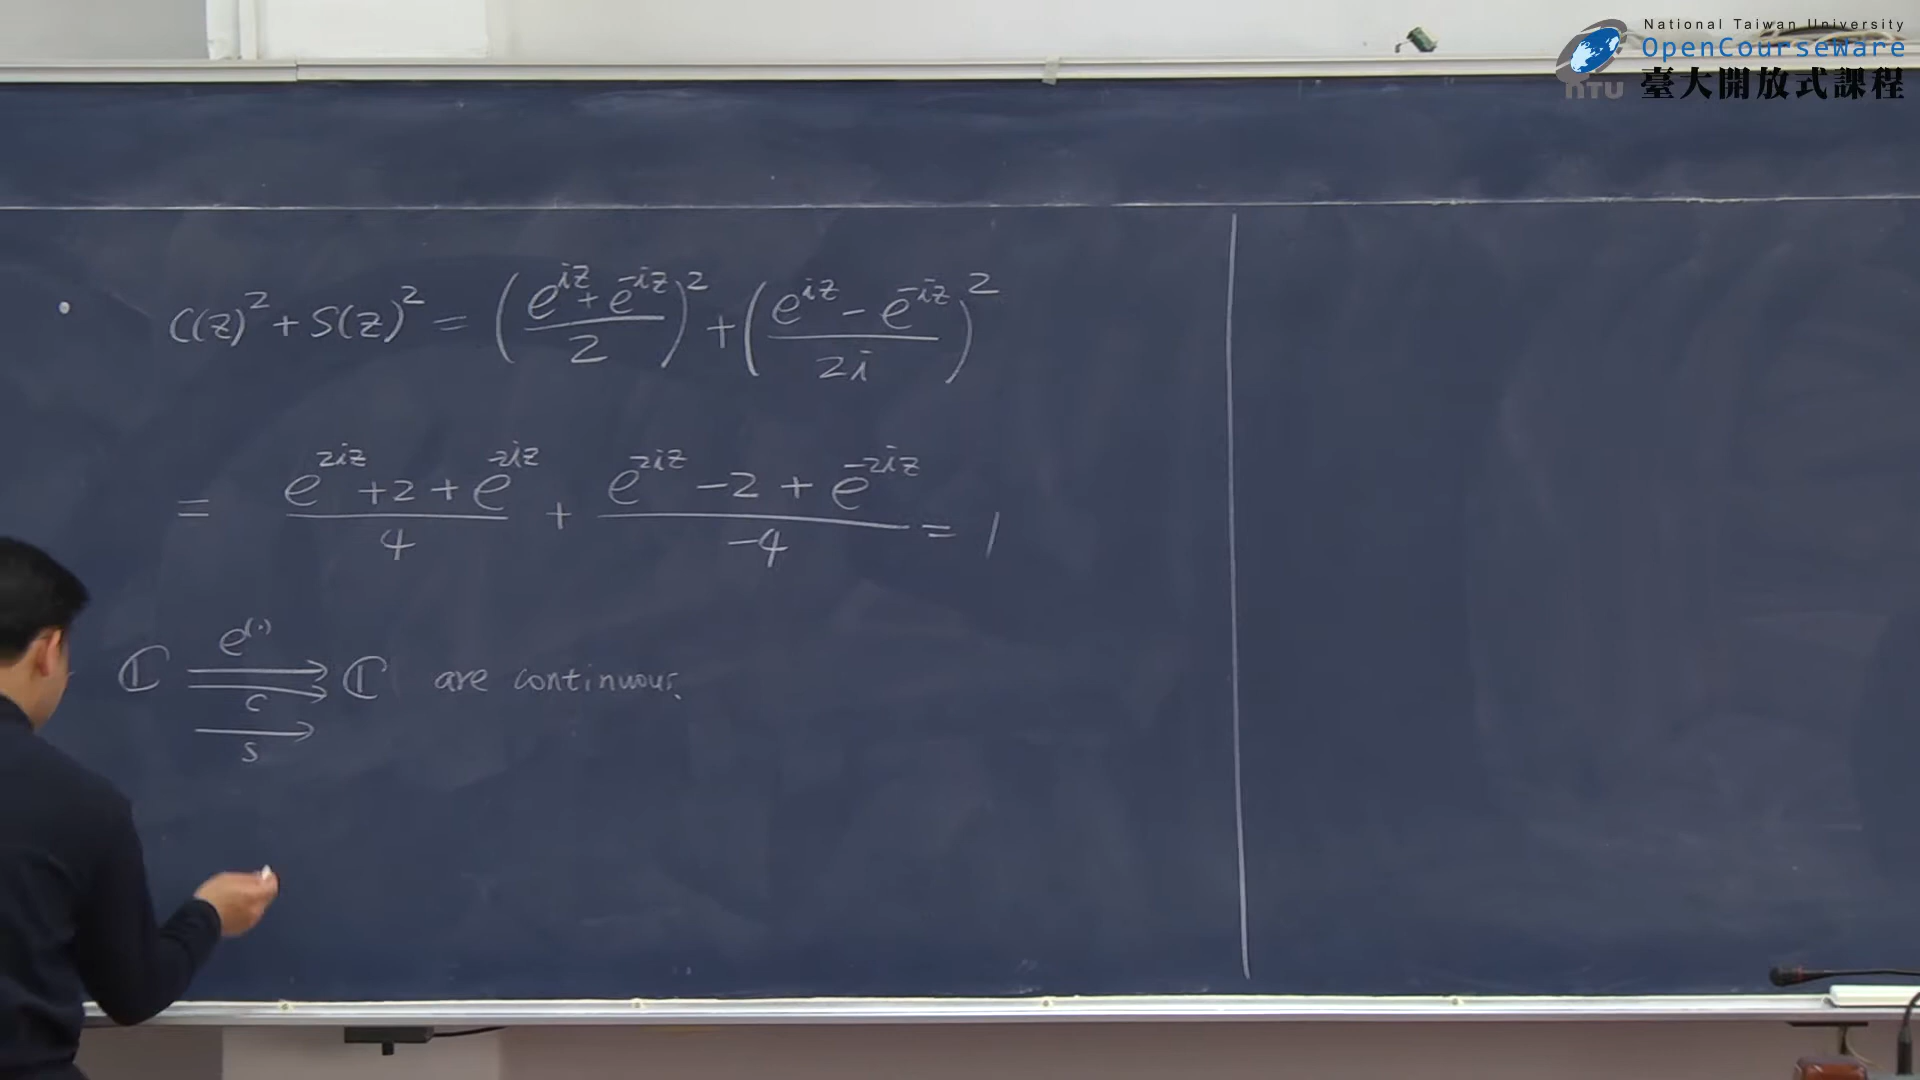 National Taiwan University
OpenCourseWare
NTU 臺大開放式課程
• C(z)² + S(z)² = ((e^{iz} + e^{-iz})/2)² + ((e^{iz} - e^{-iz})/2i)²
= (e^{2iz} + 2 + e^{-2iz})/4 + (e^{2iz} - 2 + e^{-2iz})/-4 = 1
e^{(·)}
ℂ → ℂ are continuous.
C
S